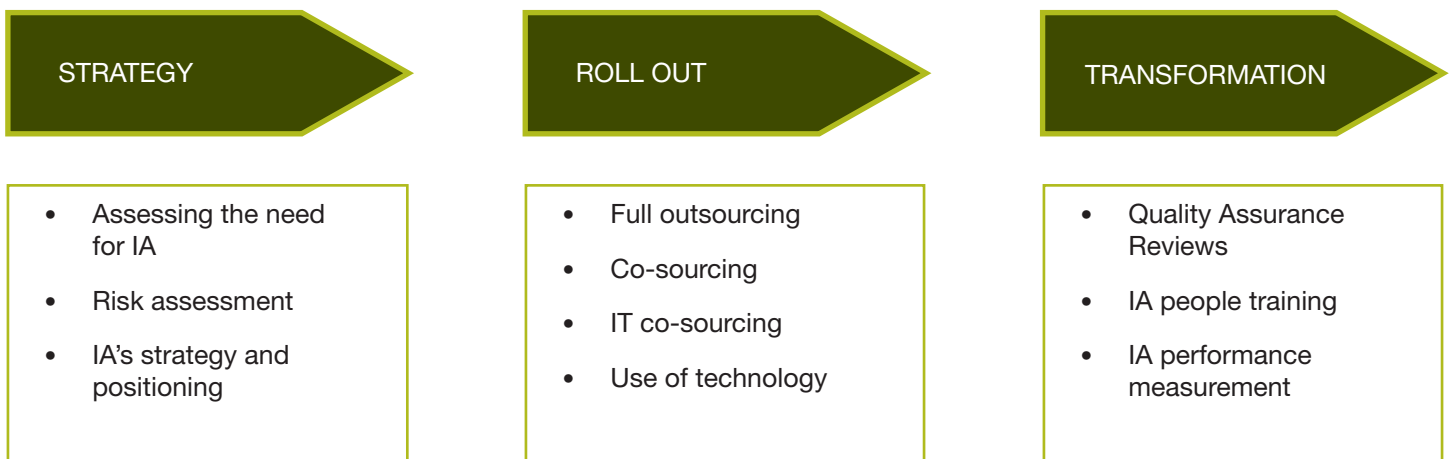 STRATEGY
• Assessing the need
for IA
• Risk assessment
• IA’s strategy and
positioning
ROLL OUT
• Full outsourcing
• Co-sourcing
• IT co-sourcing
• Use of technology
TRANSFORMATION
• Quality Assurance
Reviews
• IA people training
• IA performance
measurement